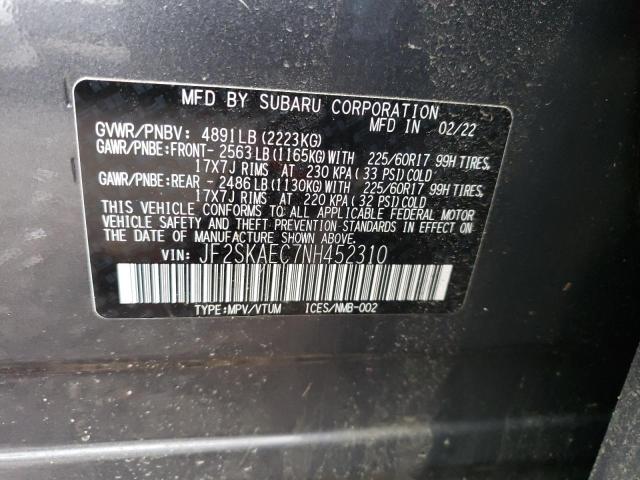 MFD BY SUBARU CORPORATION
GVWR/PNBV: 4891LB(2223KG) MFD IN 02/22
GAWR/PNBE:FRONT- 2563LB(1165KG)WITH 225/60R17 99H TIRES,
17X7J RIMS AT 230 KPA( 33 PSI)COLD
GAWR/PNBE:REAR - 2486LB(1130KG)WITH 225/60R17 99H TIRES,
17X7J RIMS AT 220 KPA( 32 PSI)COLD
THIS VEHICLE CONFORMS TO ALL APPLICABLE FEDERAL MOTOR
VEHICLE SAFETY AND THEFT PREVENTION STANDARDS IN EFFECT ON
THE DATE OF MANUFACTURE SHOWN ABOVE.
VIN: JF2SKAEC7NH452310
TYPE:MPV/VTUM ICES/NMB-002